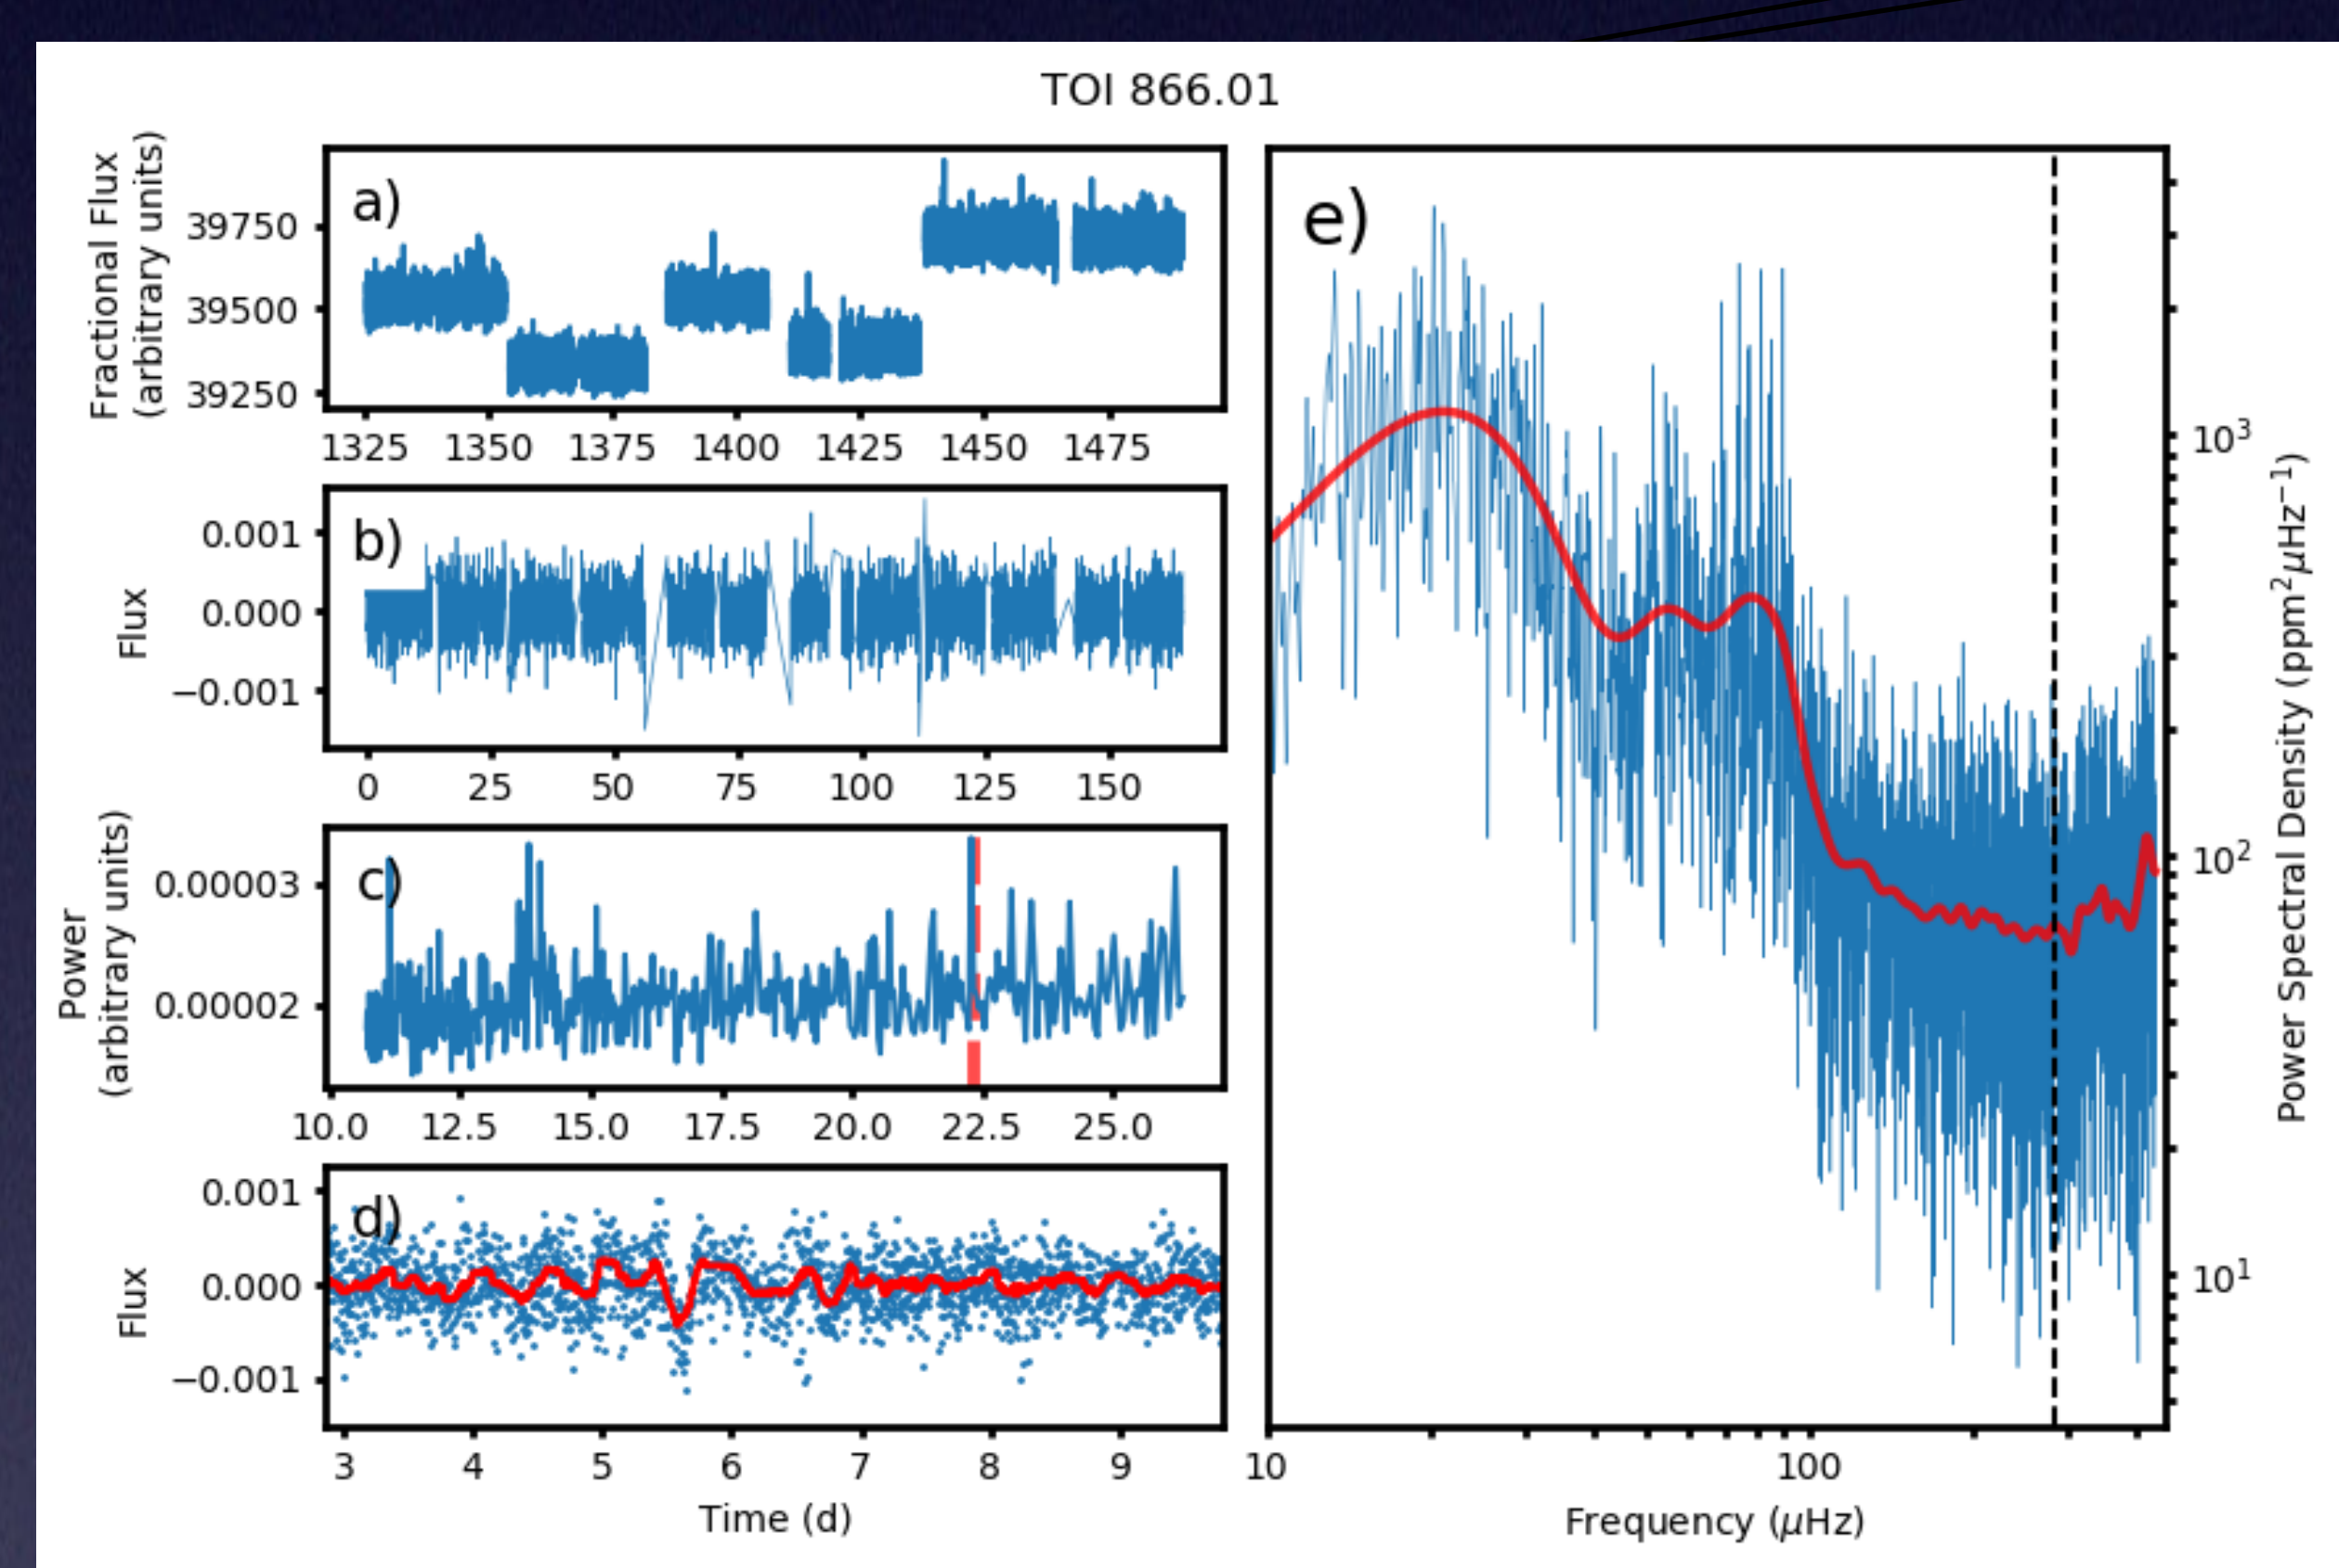 TOI 866.01
Fractional Flux
(arbitrary units)
a)
39750
39500
39250
1325 1350 1375 1400 1425 1450 1475
Flux
b)
0.001
0.000
−0.001
0 25 50 75 100 125 150
Power
(arbitrary units)
c)
0.00003
0.00002
10.0 12.5 15.0 17.5 20.0 22.5 25.0
Flux
d)
0.001
0.000
−0.001
3 4 5 6 7 8 9
Time (d)
e)
10³
10²
10¹
Power Spectral Density (ppm² μHz⁻¹)
10 100
Frequency (μHz)